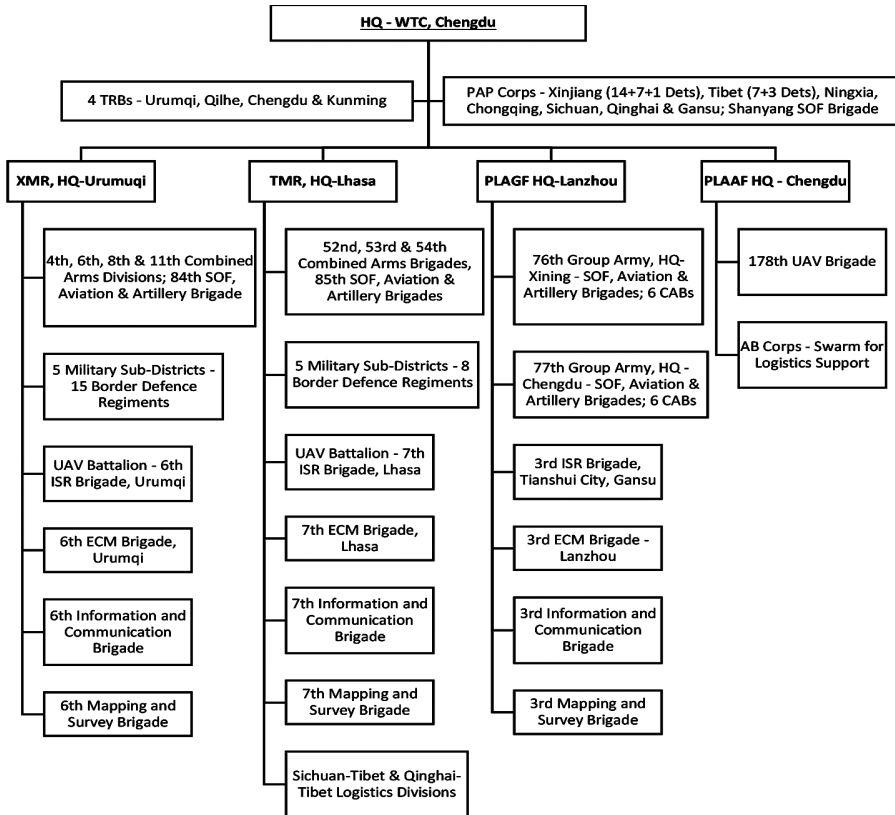 HQ - WTC, Chengdu
4 TRBs - Urumqi, Qilhe, Chengdu & Kunming
PAP Corps - Xinjiang (14+7+1 Dets), Tibet (7+3 Dets), Ningxia,
Chongqing, Sichuan, Qinghai & Gansu; Shanyang SOF Brigade
XMR, HQ-Urumuqi
4th, 6th, 8th & 11th Combined
Arms Divisions; 84th SOF,
Aviation & Artillery Brigade
5 Military Sub-Districts -
15 Border Defence
Regiments
UAV Battalion - 6th
ISR Brigade, Urumqi
6th ECM Brigade,
Urumqi
6th Information and
Communication
Brigade
6th Mapping and
Survey Brigade
TMR, HQ-Lhasa
52nd, 53rd & 54th
Combined Arms Brigades,
85th SOF, Aviation &
Artillery Brigades
5 Military Sub-Districts - 8
Border Defence Regiments
UAV Battalion - 7th
ISR Brigade, Lhasa
7th ECM Brigade,
Lhasa
7th Information and
Communication
Brigade
7th Mapping and
Survey Brigade
Sichuan-Tibet & Qinghai-
Tibet Logistics Divisions
PLAGF HQ-Lanzhou
76th Group Army, HQ-
Xining - SOF, Aviation &
Artillery Brigades; 6 CABs
77th Group Army, HQ -
Chengdu - SOF, Aviation &
Artillery Brigades; 6 CABs
3rd ISR Brigade,
Tianshui City, Gansu
3rd ECM Brigade -
Lanzhou
3rd Information and
Communication
Brigade
3rd Mapping and
Survey Brigade
PLAAF HQ - Chengdu
178th UAV Brigade
AB Corps - Swarm for
Logistics Support